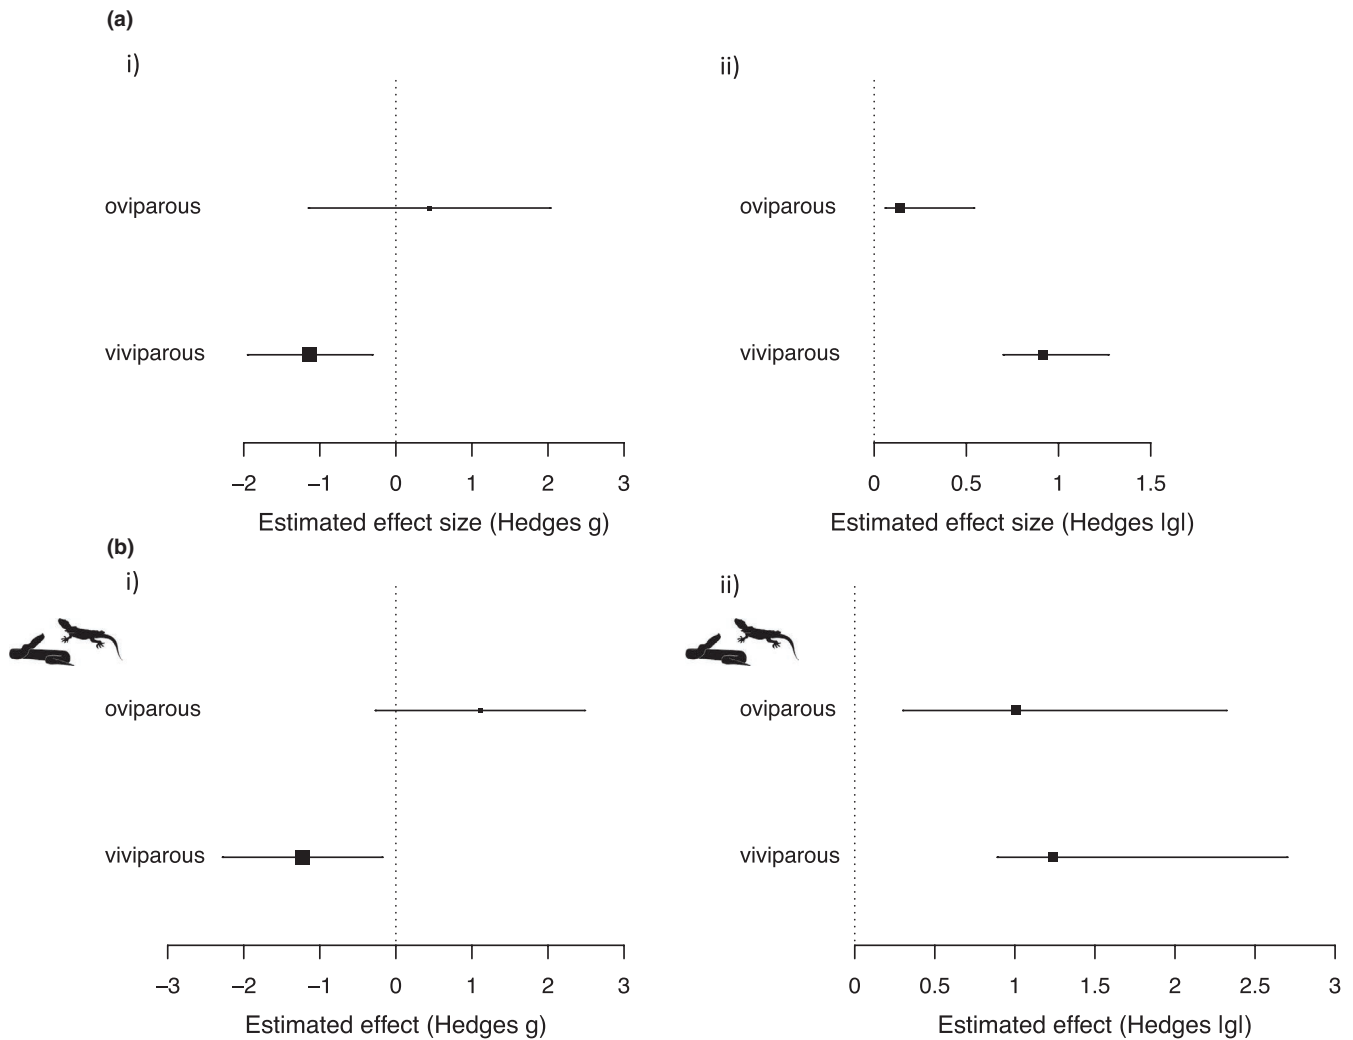 (a)
i)
ii)
oviparous
oviparous
viviparous
viviparous
−2 −1 0 1 2 3
0 0.5 1 1.5
Estimated effect size (Hedges g)
Estimated effect size (Hedges |g|)
(b)
i)
ii)
oviparous
oviparous
viviparous
viviparous
−3 −2 −1 0 1 2 3
0 0.5 1 1.5 2 2.5 3
Estimated effect (Hedges g)
Estimated effect (Hedges |g|)